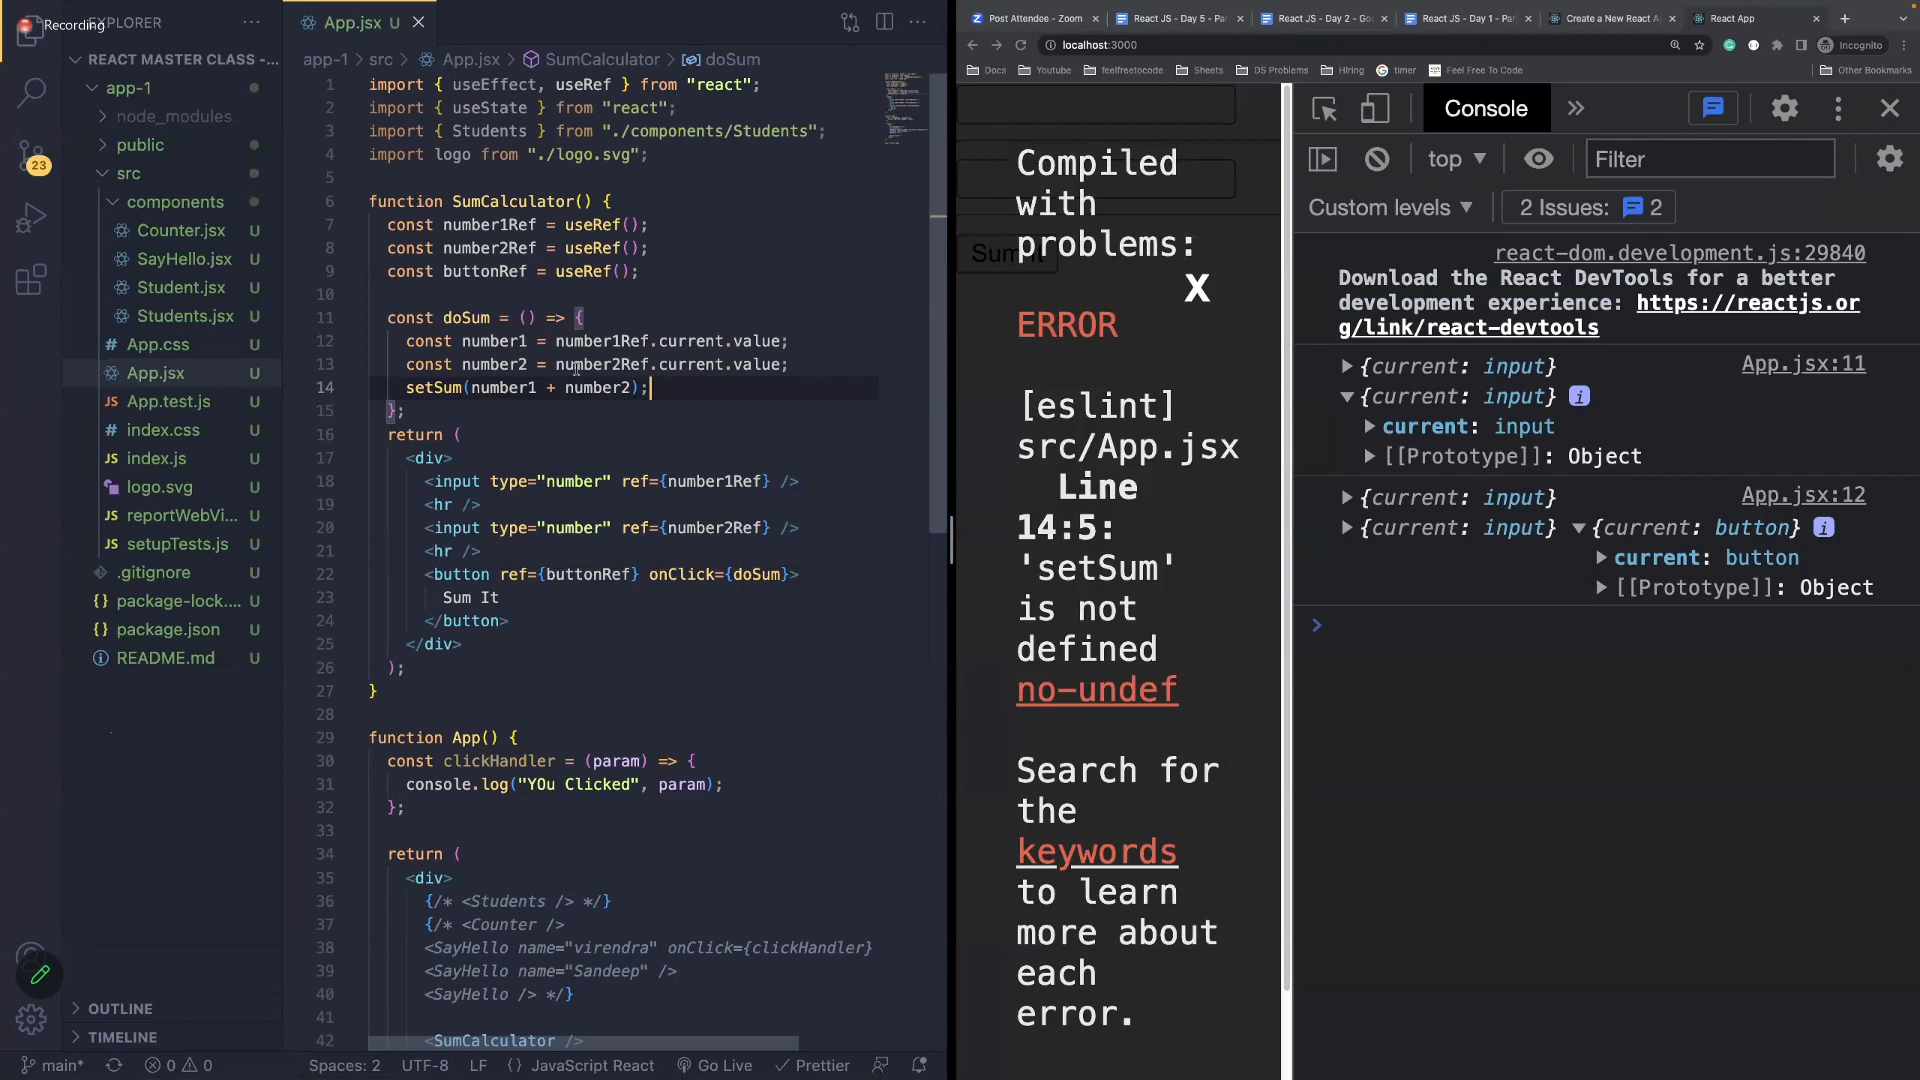 Recording
EXPLORER
REACT MASTER CLASS -...
app-1
node_modules
public
src
components
Counter.jsx U
SayHello.jsx U
Student.jsx U
Students.jsx U
App.css U
App.jsx U
App.test.js U
index.css U
index.js U
logo.svg U
reportWebVi... U
setupTests.js U
.gitignore U
package-lock.... U
package.json U
README.md U
23
OUTLINE
TIMELINE
App.jsx U
app-1 > src > App.jsx > SumCalculator > doSum
1 import { useEffect, useRef } from "react";
2 import { useState } from "react";
3 import { Students } from "./components/Students";
4 import logo from "./logo.svg";
5
6 function SumCalculator() {
7 const number1Ref = useRef();
8 const number2Ref = useRef();
9 const buttonRef = useRef();
10
11 const doSum = () => {
12 const number1 = number1Ref.current.value;
13 const number2 = number2Ref.current.value;
14 setSum(number1 + number2);
15 };
16 return (
17 <div>
18 <input type="number" ref={number1Ref} />
19 <hr />
20 <input type="number" ref={number2Ref} />
21 <hr />
22 <button ref={buttonRef} onClick={doSum}>
23 Sum It
24 </button>
25 </div>
26 );
27 }
28
29 function App() {
30 const clickHandler = (param) => {
31 console.log("YOu Clicked", param);
32 };
33
34 return (
35 <div>
36 {/* <Students /> */}
37 {/* <Counter />
38 <SayHello name="virendra" onClick={clickHandler}
39 <SayHello name="Sandeep" />
40 <SayHello /> */}
41
42 <SumCalculator />
main* 0 0 Spaces: 2 UTF-8 LF {} JavaScript React Go Live Prettier
Post Attendee - Zoom
React JS - Day 5 - Par
React JS - Day 2 - Go
React JS - Day 1 - Par
Create a New React A
React App
localhost:3000
Incognito
Docs Youtube feelfreetocode Sheets DS Problems HIring timer Feel Free To Code Other Bookmarks
Sum It
Compiled
with
problems:
X
ERROR
[eslint]
src/App.jsx
Line
14:5:
'setSum'
is not
defined
no-undef
Search for
the
keywords
to learn
more about
each
error.
Console
top
Filter
Custom levels
2 Issues: 2
react-dom.development.js:29840
Download the React DevTools for a better
development experience: https://reactjs.or
g/link/react-devtools
{current: input} App.jsx:11
{current: input} i
current: input
[[Prototype]]: Object
{current: input} App.jsx:12
{current: input} {current: button} i
current: button
[[Prototype]]: Object